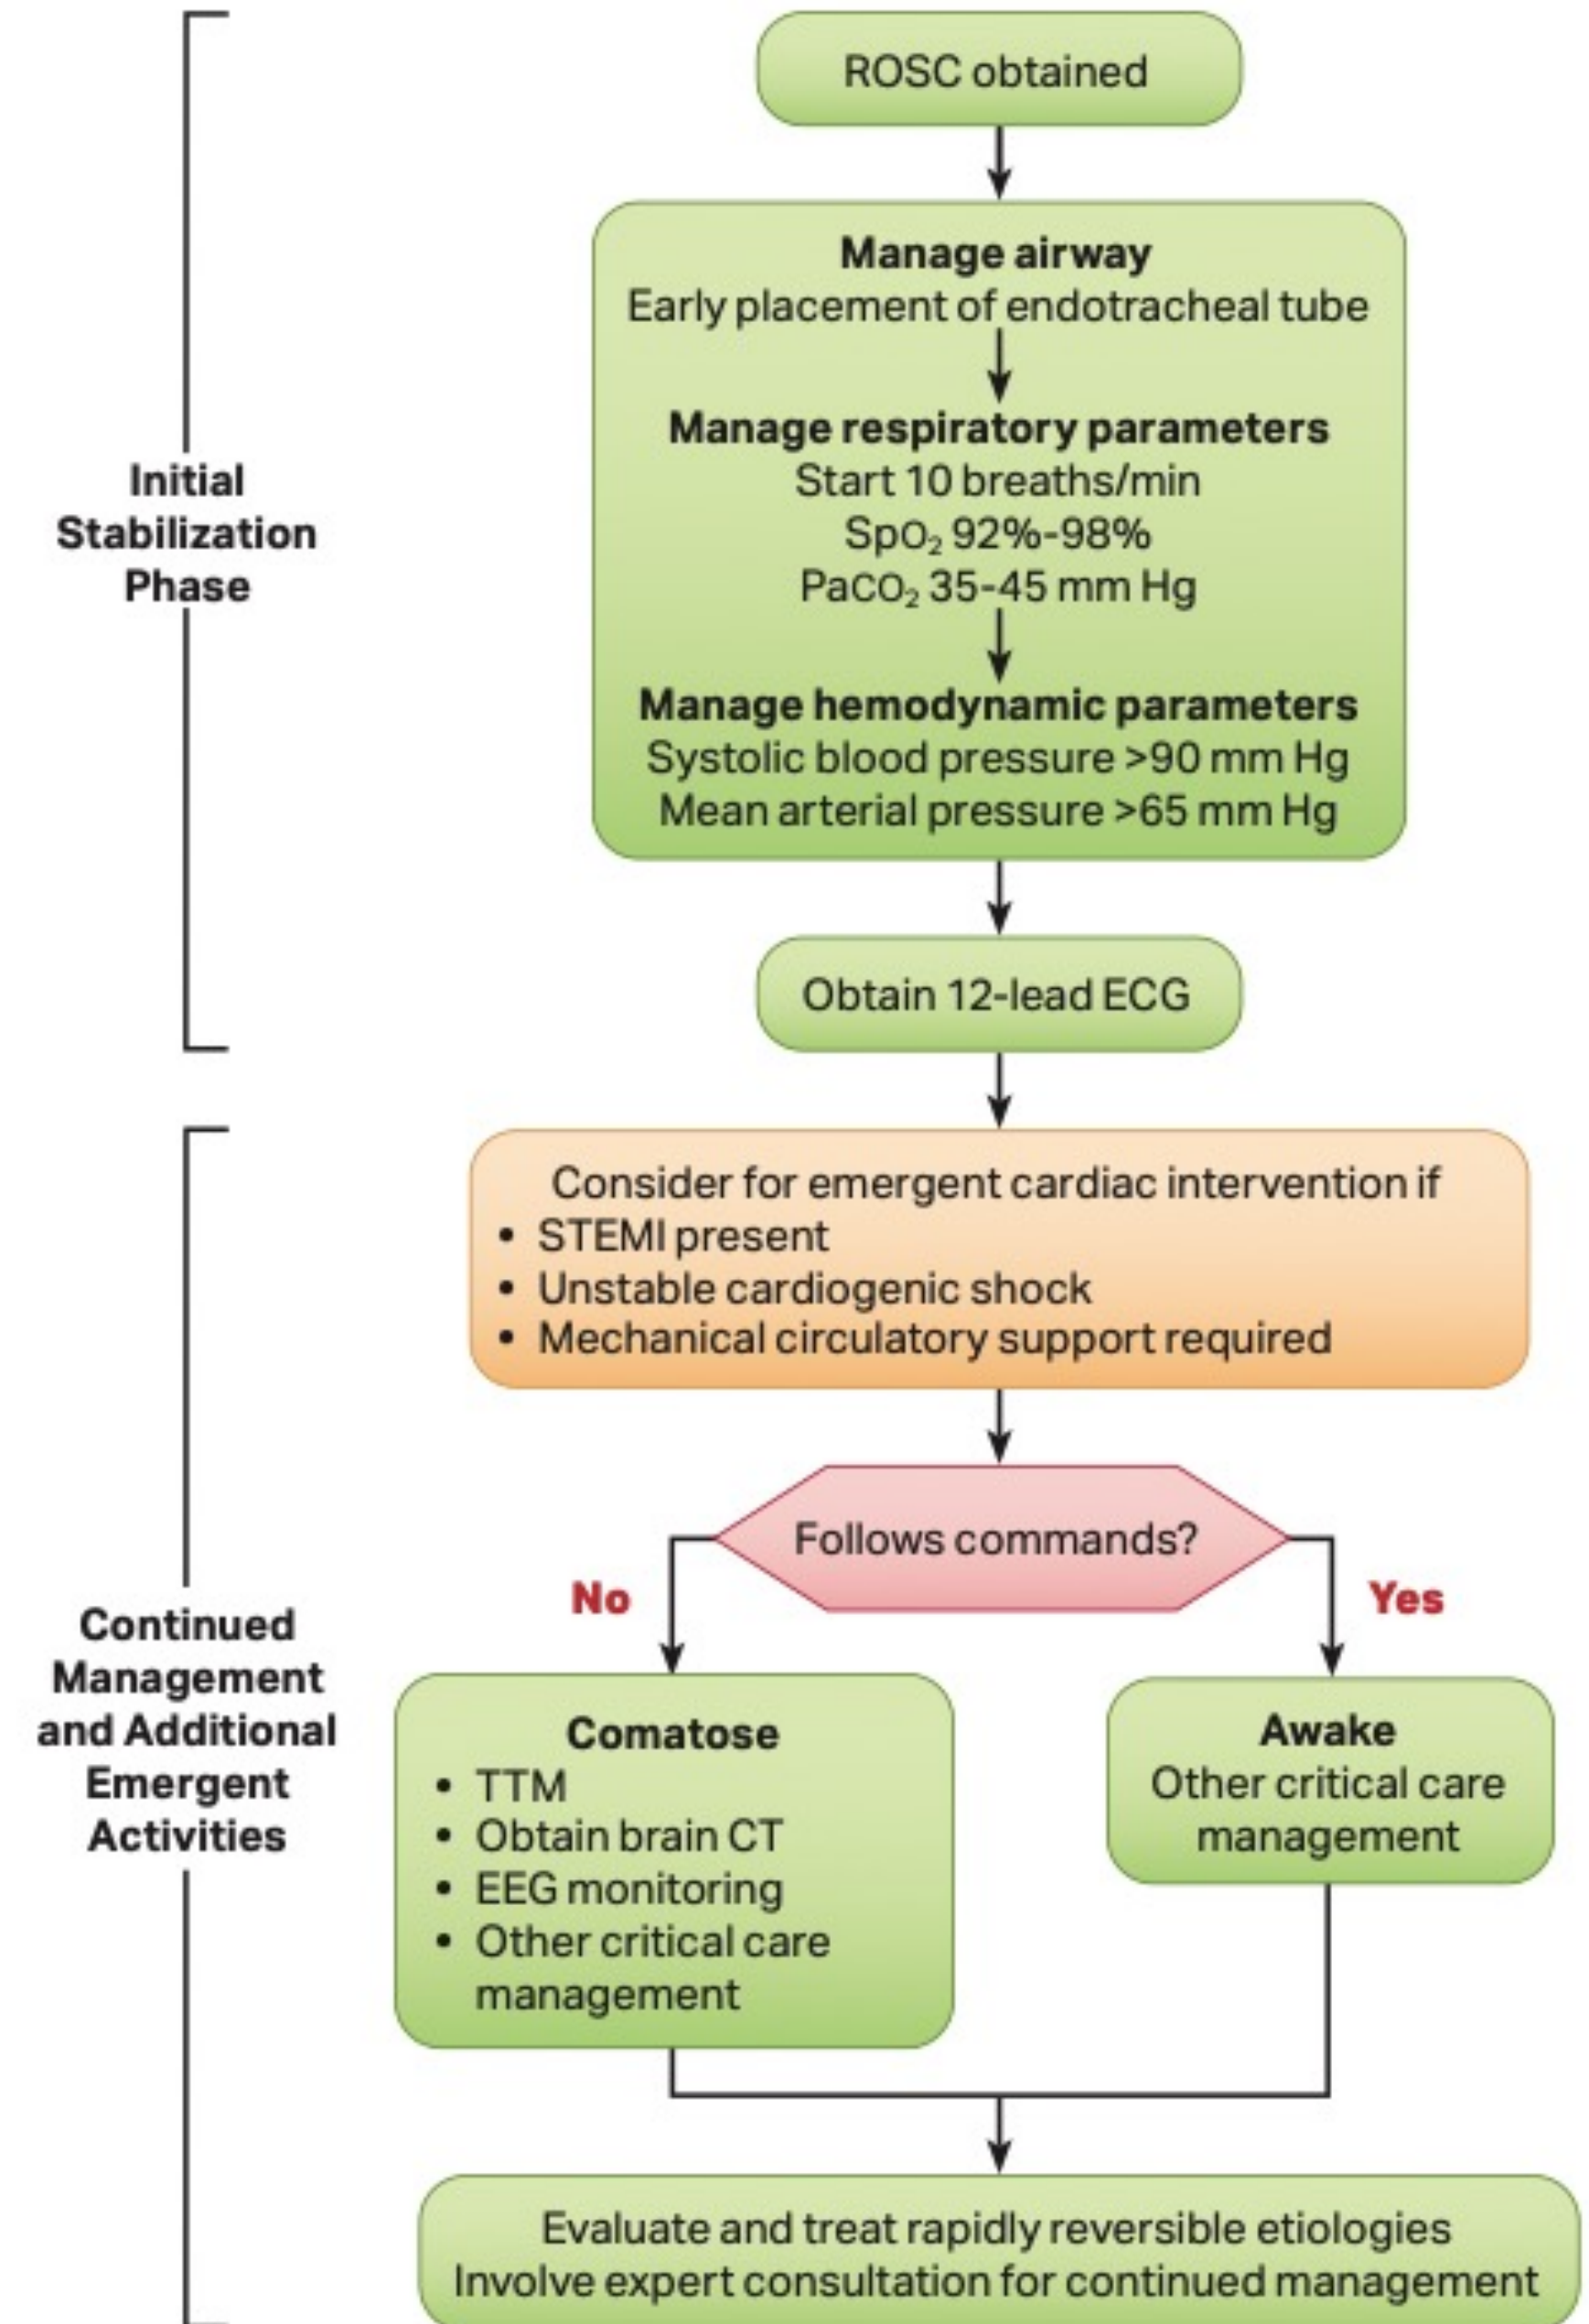 ROSC obtained
Manage airway
Early placement of endotracheal tube
Manage respiratory parameters
Start 10 breaths/min
SpO₂ 92%-98%
PaCO₂ 35-45 mm Hg
Manage hemodynamic parameters
Systolic blood pressure >90 mm Hg
Mean arterial pressure >65 mm Hg
Obtain 12-lead ECG
Initial
Stabilization
Phase
Consider for emergent cardiac intervention if
• STEMI present
• Unstable cardiogenic shock
• Mechanical circulatory support required
Follows commands?
No
Yes
Comatose
• TTM
• Obtain brain CT
• EEG monitoring
• Other critical care
management
Awake
Other critical care
management
Continued
Management
and Additional
Emergent
Activities
Evaluate and treat rapidly reversible etiologies
Involve expert consultation for continued management